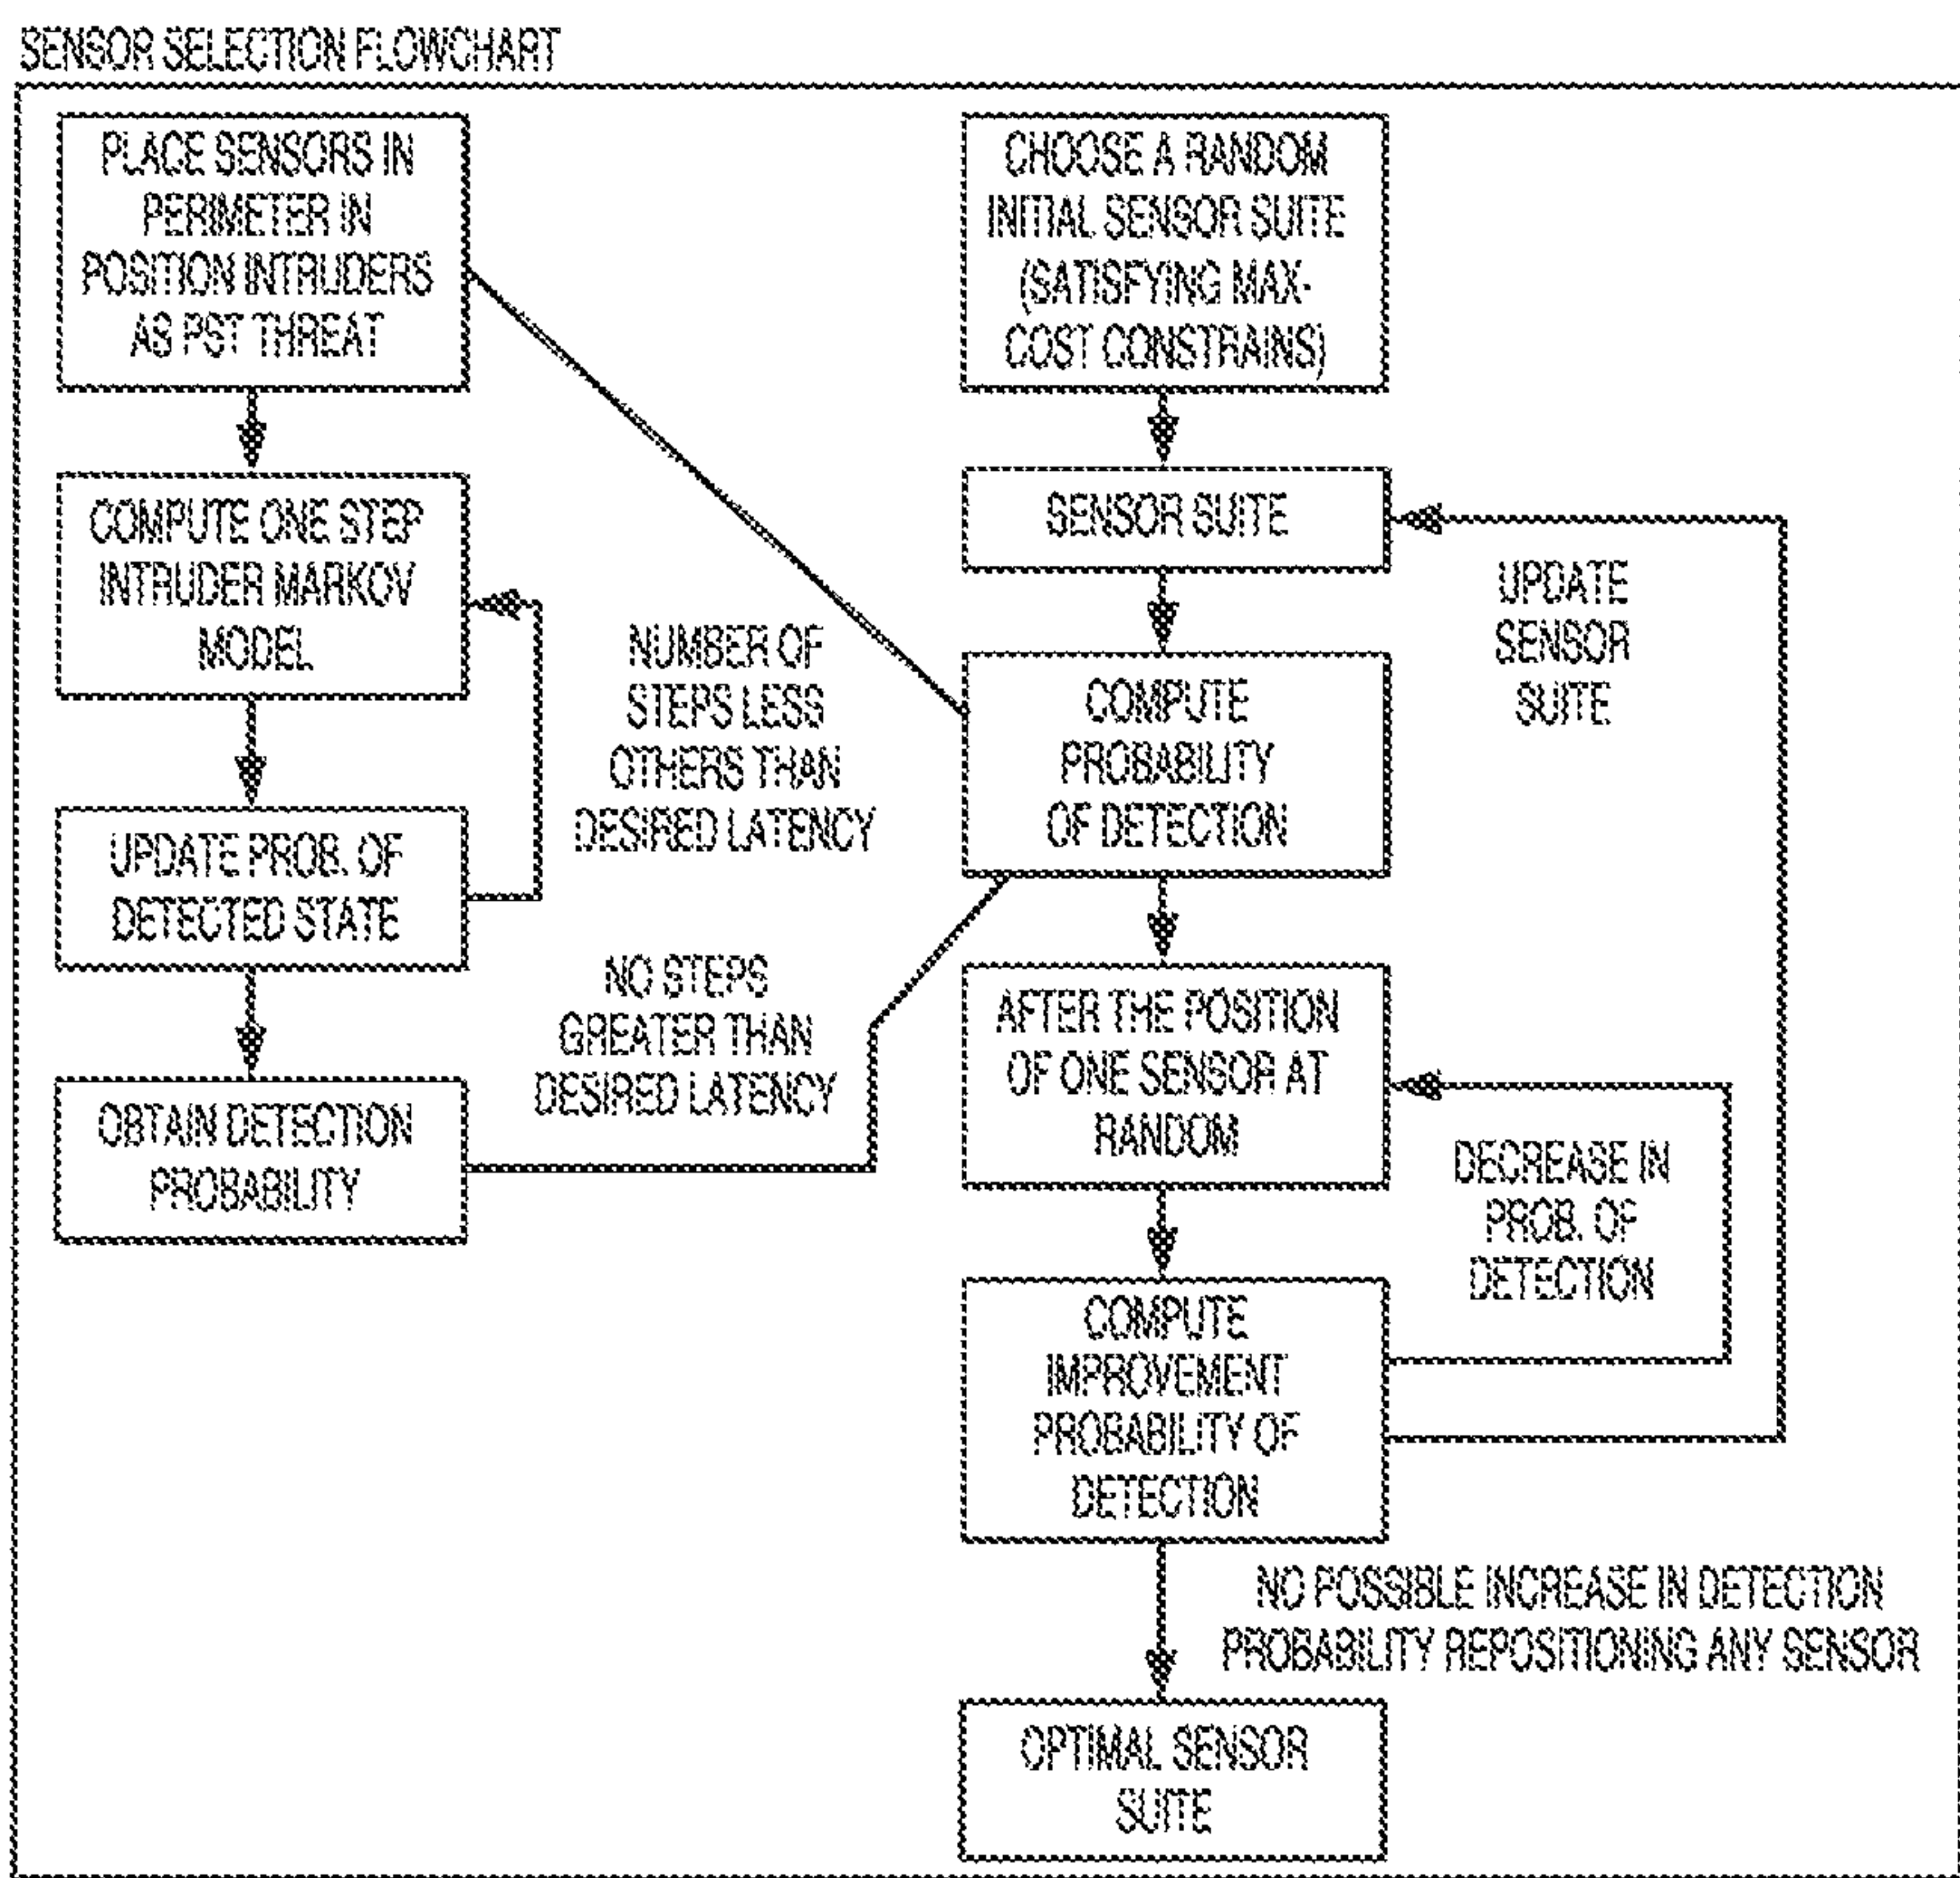 SENSOR SELECTION FLOWCHART
PLACE SENSORS IN
PERIMETER IN
POSITION INTRUDERS
AS PST THREAT
COMPUTE ONE STEP
INTRUDER MARKOV
MODEL
UPDATE PROB. OF
DETECTED STATE
OBTAIN DETECTION
PROBABILITY
NUMBER OF
STEPS LESS
OTHERS THAN
DESIRED LATENCY
NO STEPS
GREATER THAN
DESIRED LATENCY
CHOOSE A RANDOM
INITIAL SENSOR SUITE
(SATISFYING MAX-
COST CONSTRAINS)
SENSOR SUITE
COMPUTE
PROBABILITY
OF DETECTION
AFTER THE POSITION
OF ONE SENSOR AT
RANDOM
COMPUTE
IMPROVEMENT
PROBABILITY OF
DETECTION
UPDATE
SENSOR
SUITE
DECREASE IN
PROB. OF
DETECTION
NO POSSIBLE INCREASE IN DETECTION
PROBABILITY REPOSITIONING ANY SENSOR
OPTIMAL SENSOR
SUITE